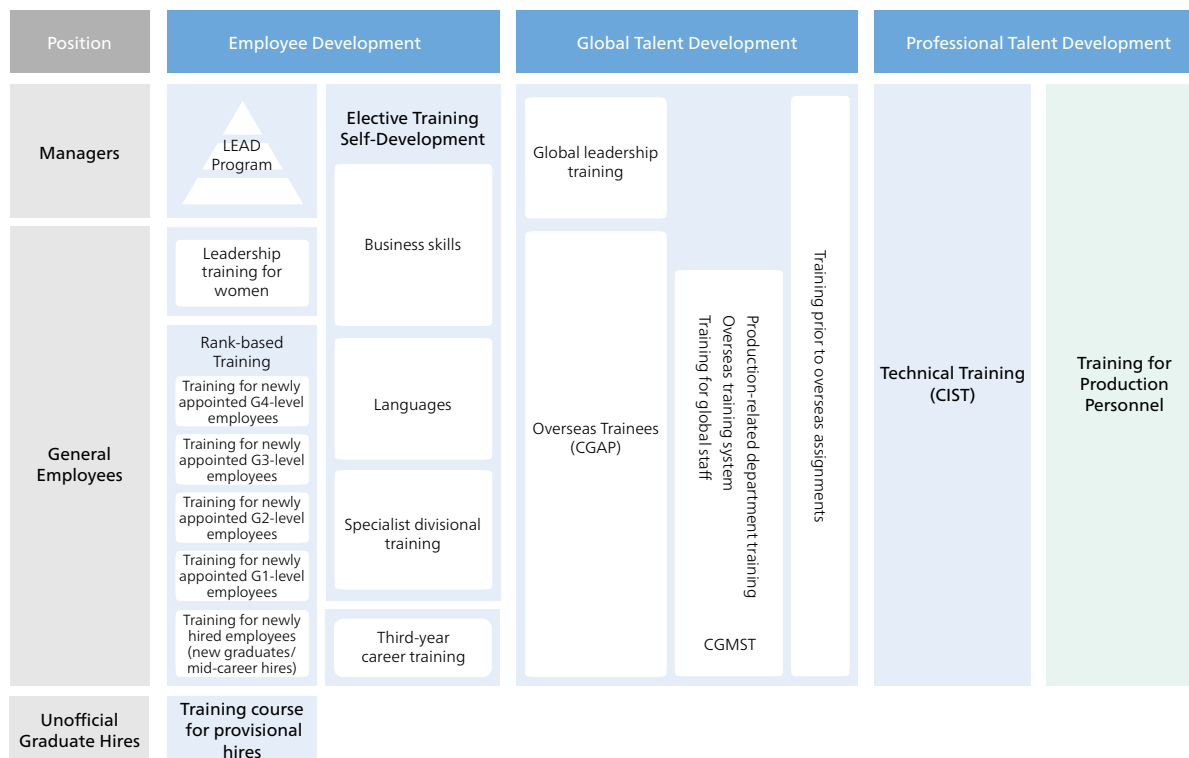 Position
Employee Development
Global Talent Development
Professional Talent Development
Managers
LEAD
Program
Elective Training
Self-Development
Business skills
Languages
Specialist divisional
training
Third-year
career training
General
Employees
Leadership
training for
women
Rank-based
Training
Training for newly
appointed G4-level
employees
Training for newly
appointed G3-level
employees
Training for newly
appointed G2-level
employees
Training for newly
appointed G1-level
employees
Training for newly
hired employees
(new graduates/
mid-career hires)
Global leadership
training
Overseas Trainees
(CGAP)
Production-related department training
Overseas training system
Training for global staff
CGMST
Training prior to overseas assignments
Technical Training
(CIST)
Training for
Production
Personnel
Unofficial
Graduate Hires
Training course
for provisional
hires